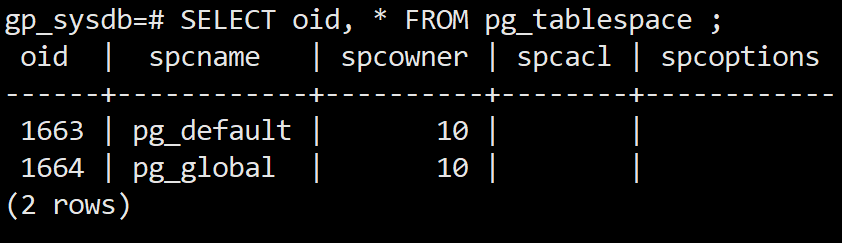 gp_sysdb=# SELECT oid, * FROM pg_tablespace ;
 oid  |  spcname   | spcowner | spcacl | spcoptions
------+------------+----------+--------+------------
 1663 | pg_default |       10 |        |
 1664 | pg_global  |       10 |        |
(2 rows)